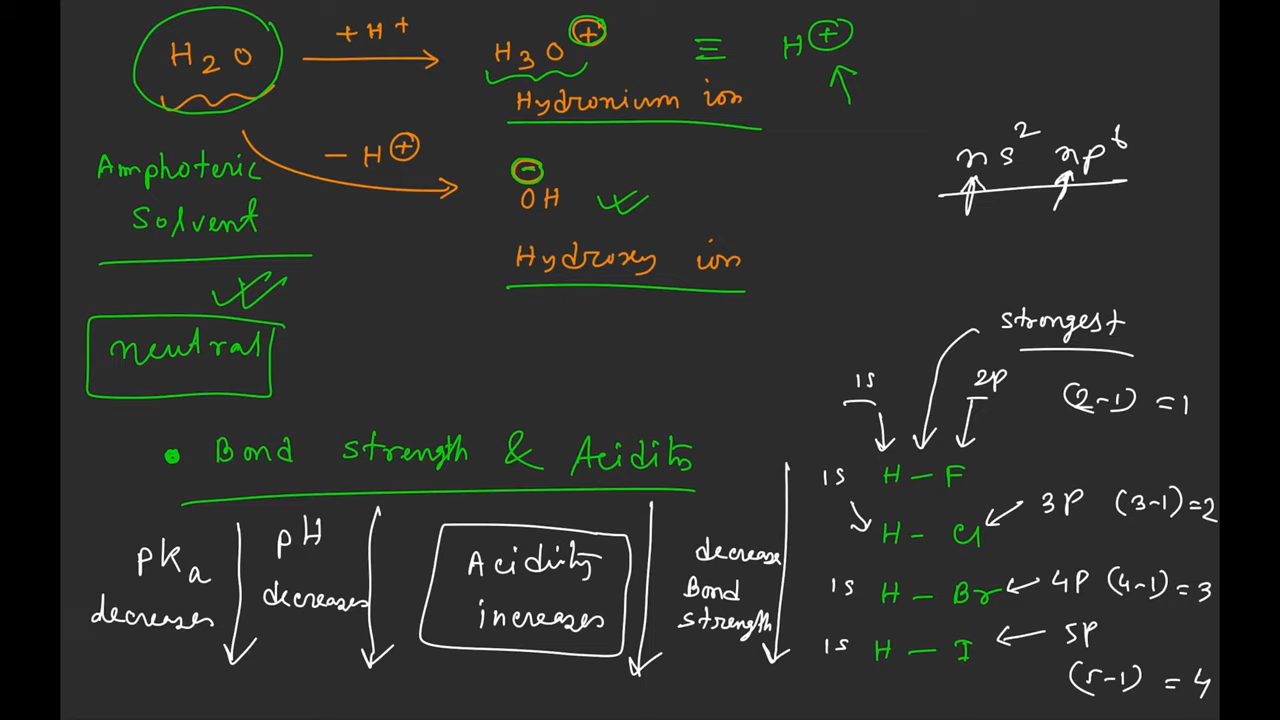 H2O +H+ H3O+ ≡ H+
Hydronium ion
- H+
ns2 np6
Amphoteric
Solvent
- OH
Hydroxy ion
neutral
strongest
1s 2p (2-1) = 1
• Bond strength & Acidity
1s H - F
3p (3-1)=2
H - Cl
pKa
decreases
pH
decreases
Acidity
increases
decrease
Bond
strength
1s H - Br 4p (4-1)=3
1s H - I 5p
(5-1) = 4